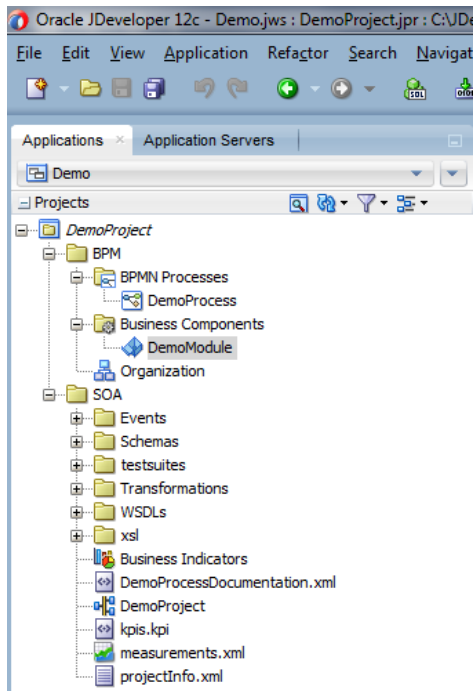 Oracle JDeveloper 12c - Demo.jws : DemoProject.jpr : C:\JDe
File Edit View Application Refactor Search Navigat
SQL 010
Applications × Application Servers
Demo
Projects
DemoProject
BPM
BPMN Processes
DemoProcess
Business Components
DemoModule
Organization
SOA
Events
Schemas
testsuites
Transformations
WSDLs
xsl
Business Indicators
DemoProcessDocumentation.xml
DemoProject
kpis.kpi
measurements.xml
projectInfo.xml